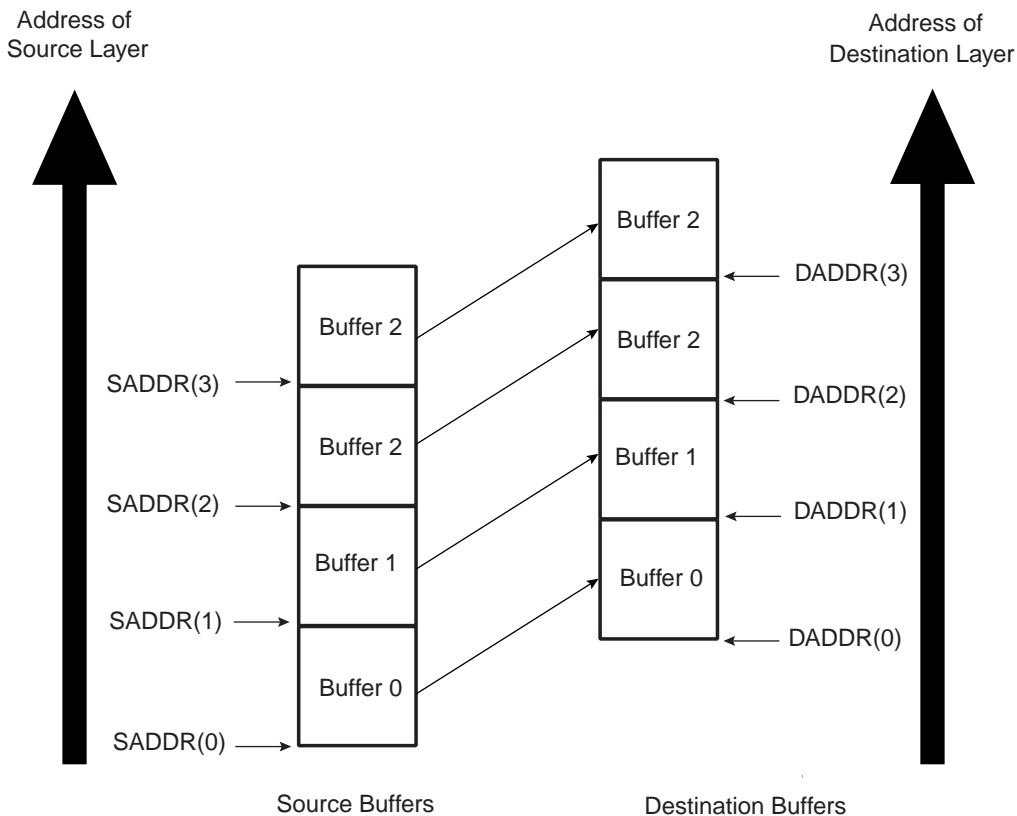 Address of
Source Layer
Address of
Destination Layer
Buffer 2
DADDR(3)
Buffer 2
SADDR(3)
Buffer 2
DADDR(2)
Buffer 2
SADDR(2)
Buffer 1
DADDR(1)
Buffer 1
SADDR(1)
Buffer 0
DADDR(0)
Buffer 0
SADDR(0)
Source Buffers
Destination Buffers